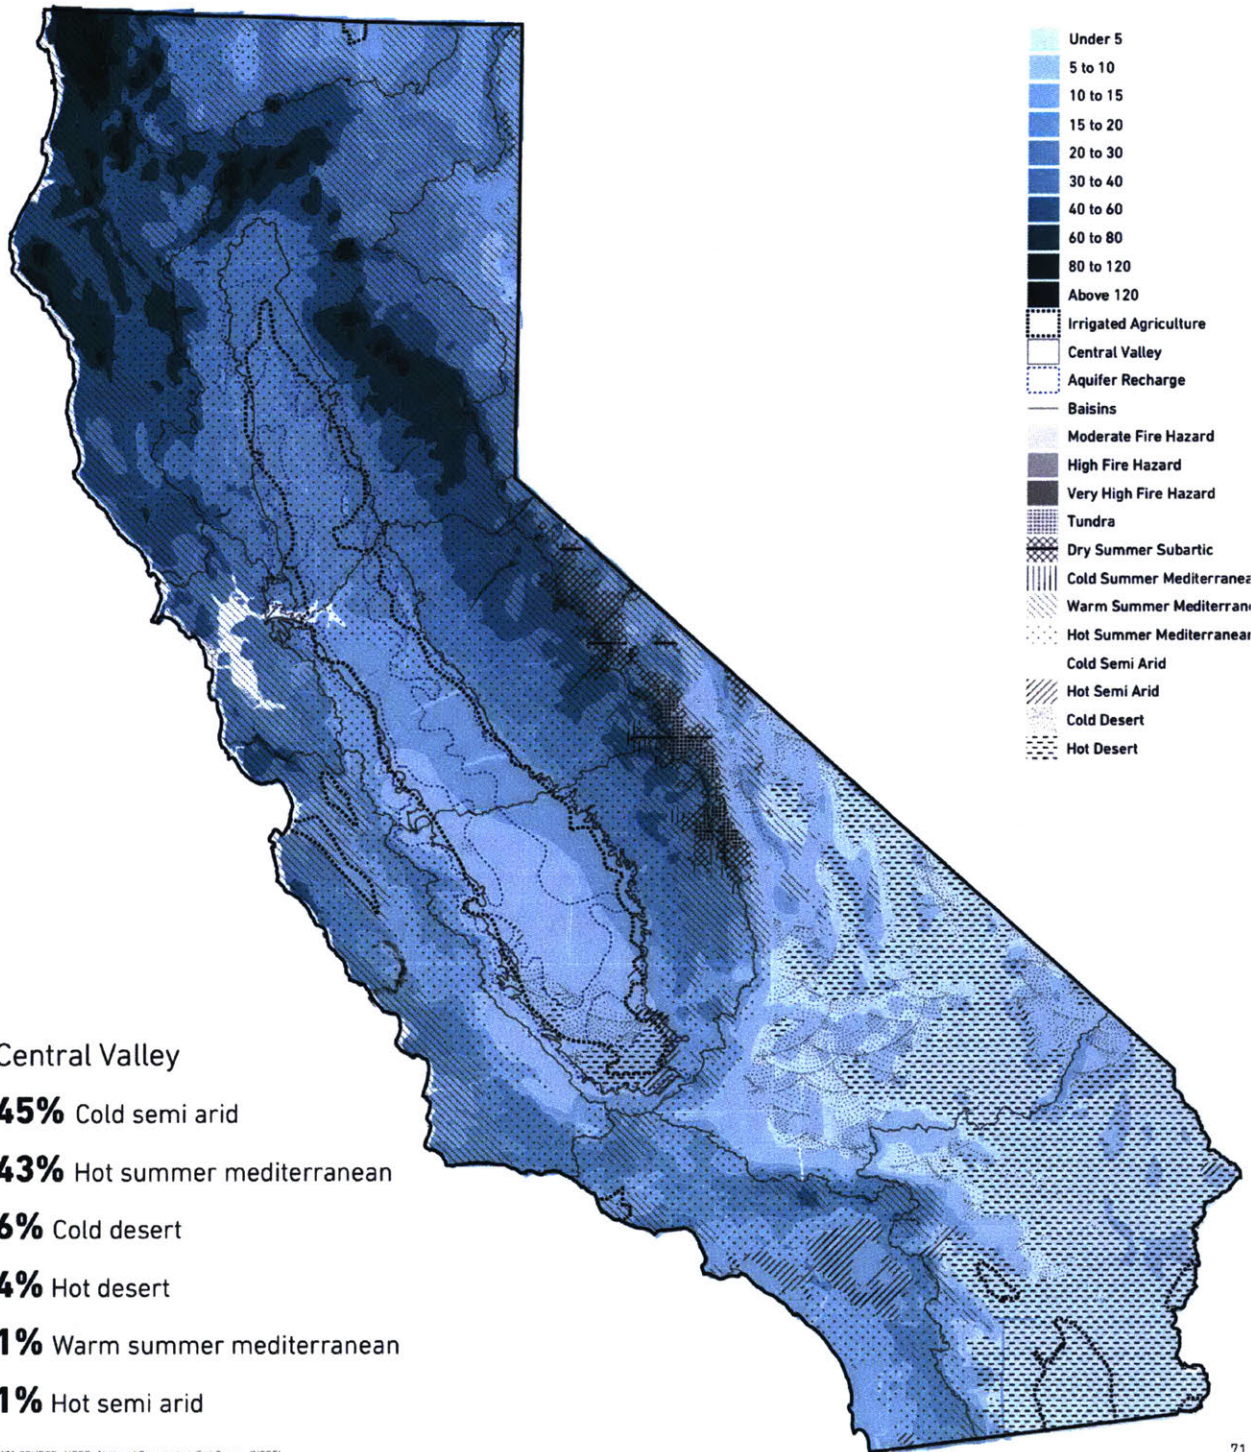 Under 5
5 to 10
10 to 15
15 to 20
20 to 30
30 to 40
40 to 60
60 to 80
80 to 120
Above 120
Irrigated Agriculture
Central Valley
Aquifer Recharge
Baisins
Moderate Fire Hazard
High Fire Hazard
Very High Fire Hazard
Tundra
Dry Summer Subartic
Cold Summer Mediterranea
Warm Summer Mediterran
Hot Summer Mediterranean
Cold Semi Arid
Hot Semi Arid
Cold Desert
Hot Desert
Central Valley
45% Cold semi arid
43% Hot summer mediterranean
6% Cold desert
4% Hot desert
1% Warm summer mediterranean
1% Hot semi arid
71